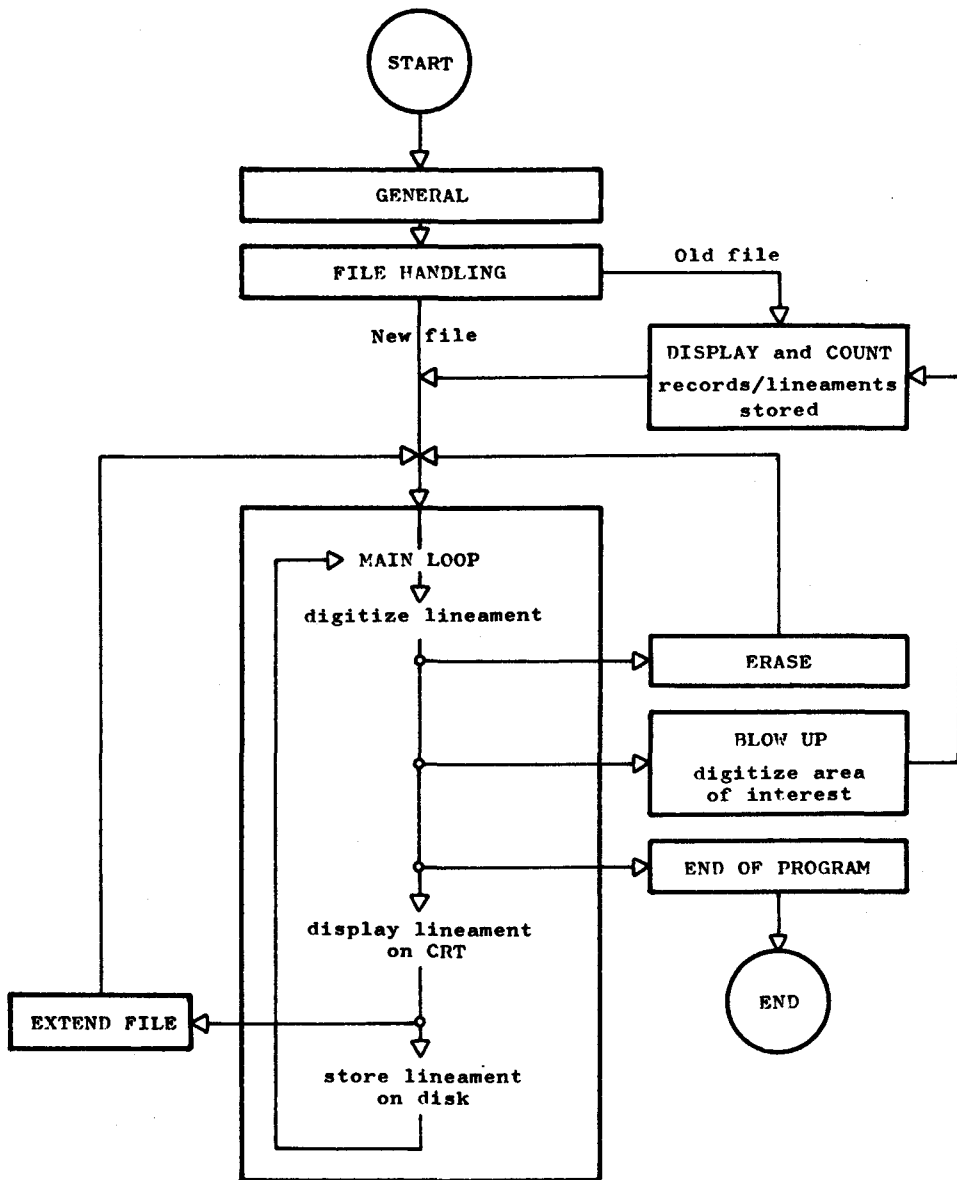 START
GENERAL
FILE HANDLING
Old file
New file
DISPLAY and COUNT
records/lineaments
stored
MAIN LOOP
digitize lineament
ERASE
BLOW UP
digitize area
of interest
END OF PROGRAM
display lineament
on CRT
END
EXTEND FILE
store lineament
on disk